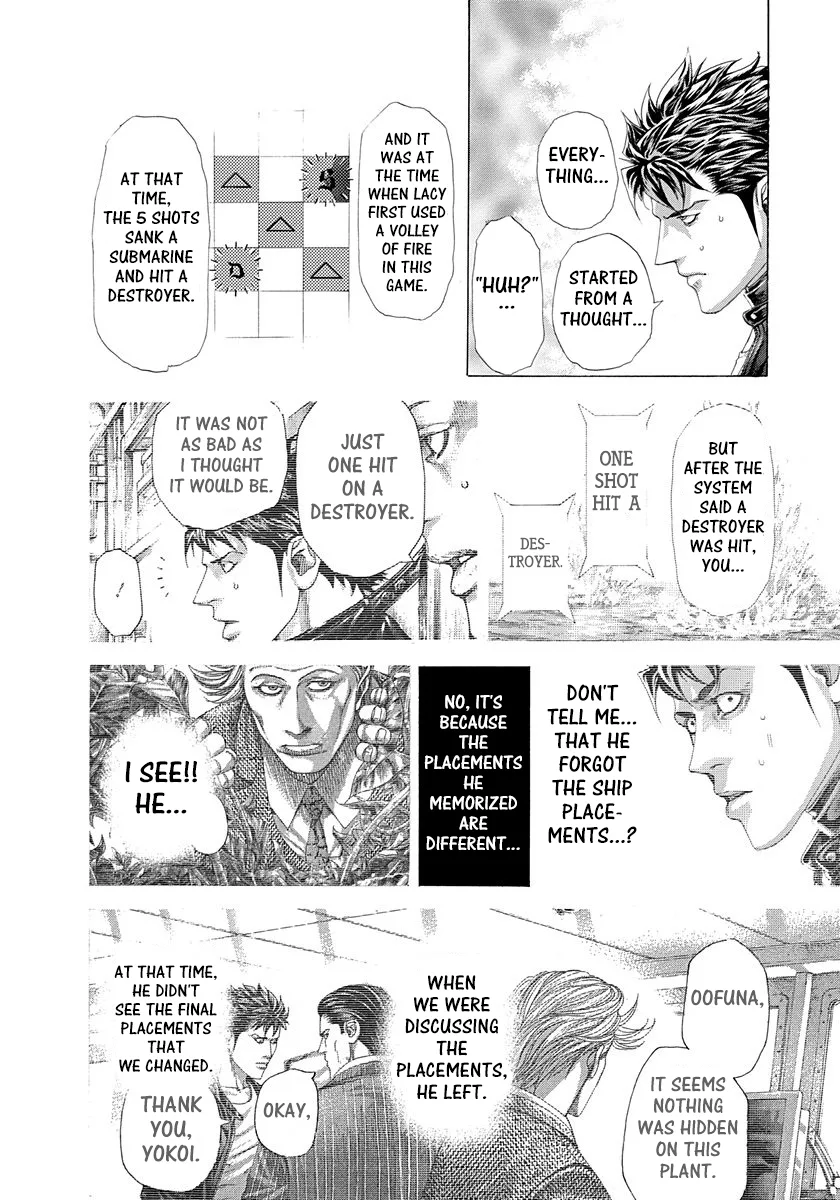 EVERY-
THING...
STARTED
FROM A
THOUGHT...
"HUH?"
...
AND IT
WAS AT
THE TIME
WHEN LACY
FIRST USED
A VOLLEY
OF FIRE
IN THIS
GAME.
S
D
AT THAT
TIME,
THE 5 SHOTS
SANK A
SUBMARINE
AND HIT A
DESTROYER.
BUT
AFTER THE
SYSTEM
SAID A
DESTROYER
WAS HIT,
YOU...
ONE
SHOT
HIT A
DES-
TROYER.
JUST
ONE HIT
ON A
DESTROYER.
IT WAS NOT
AS BAD AS
I THOUGHT
IT WOULD BE.
DON'T
TELL ME...
THAT HE
FORGOT
THE SHIP
PLACE-
MENTS...?
NO, IT'S
BECAUSE
THE
PLACEMENTS
HE
MEMORIZED
ARE
DIFFERENT...
I SEE!!
HE...
OOFUNA,
IT SEEMS
NOTHING
WAS HIDDEN
ON THIS
PLANT.
WHEN
WE WERE
DISCUSSING
THE
PLACEMENTS,
HE LEFT.
OKAY,
AT THAT TIME,
HE DIDN'T
SEE THE FINAL
PLACEMENTS
THAT
WE CHANGED.
THANK
YOU,
YOKOI.